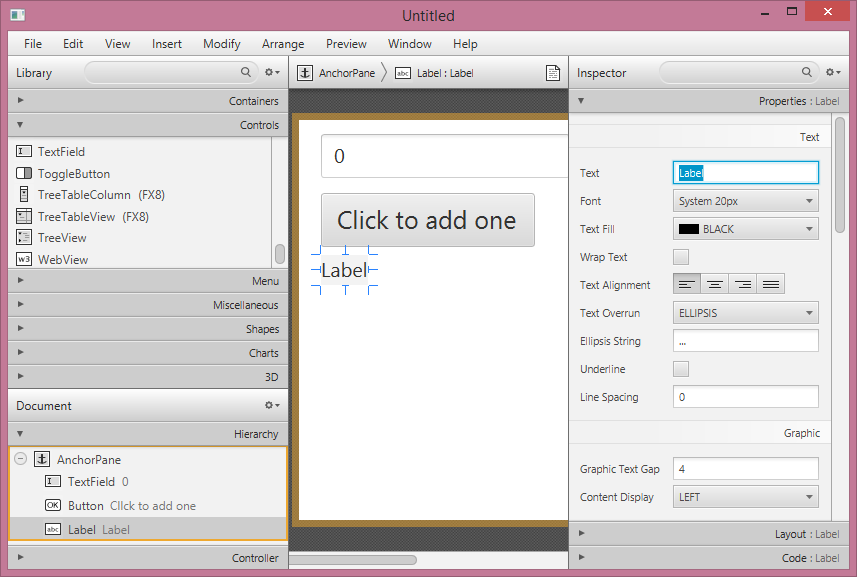 Untitled
File Edit View Insert Modify Arrange Preview Window Help
Library
Containers
Controls
TextField
ToggleButton
TreeTableColumn (FX8)
TreeTableView (FX8)
TreeView
w3 WebView
Menu
Miscellaneous
Shapes
Charts
3D
Document
Hierarchy
AnchorPane
TextField 0
OK Button Click to add one
abc Label Label
Controller
AnchorPane abc Label : Label
0
Click to add one
Label
Inspector
Properties : Label
Text
Text Label
Font System 20px
Text Fill BLACK
Wrap Text
Text Alignment
Text Overrun ELLIPSIS
Ellipsis String ...
Underline
Line Spacing 0
Graphic
Graphic Text Gap 4
Content Display LEFT
Layout : Label
Code : Label